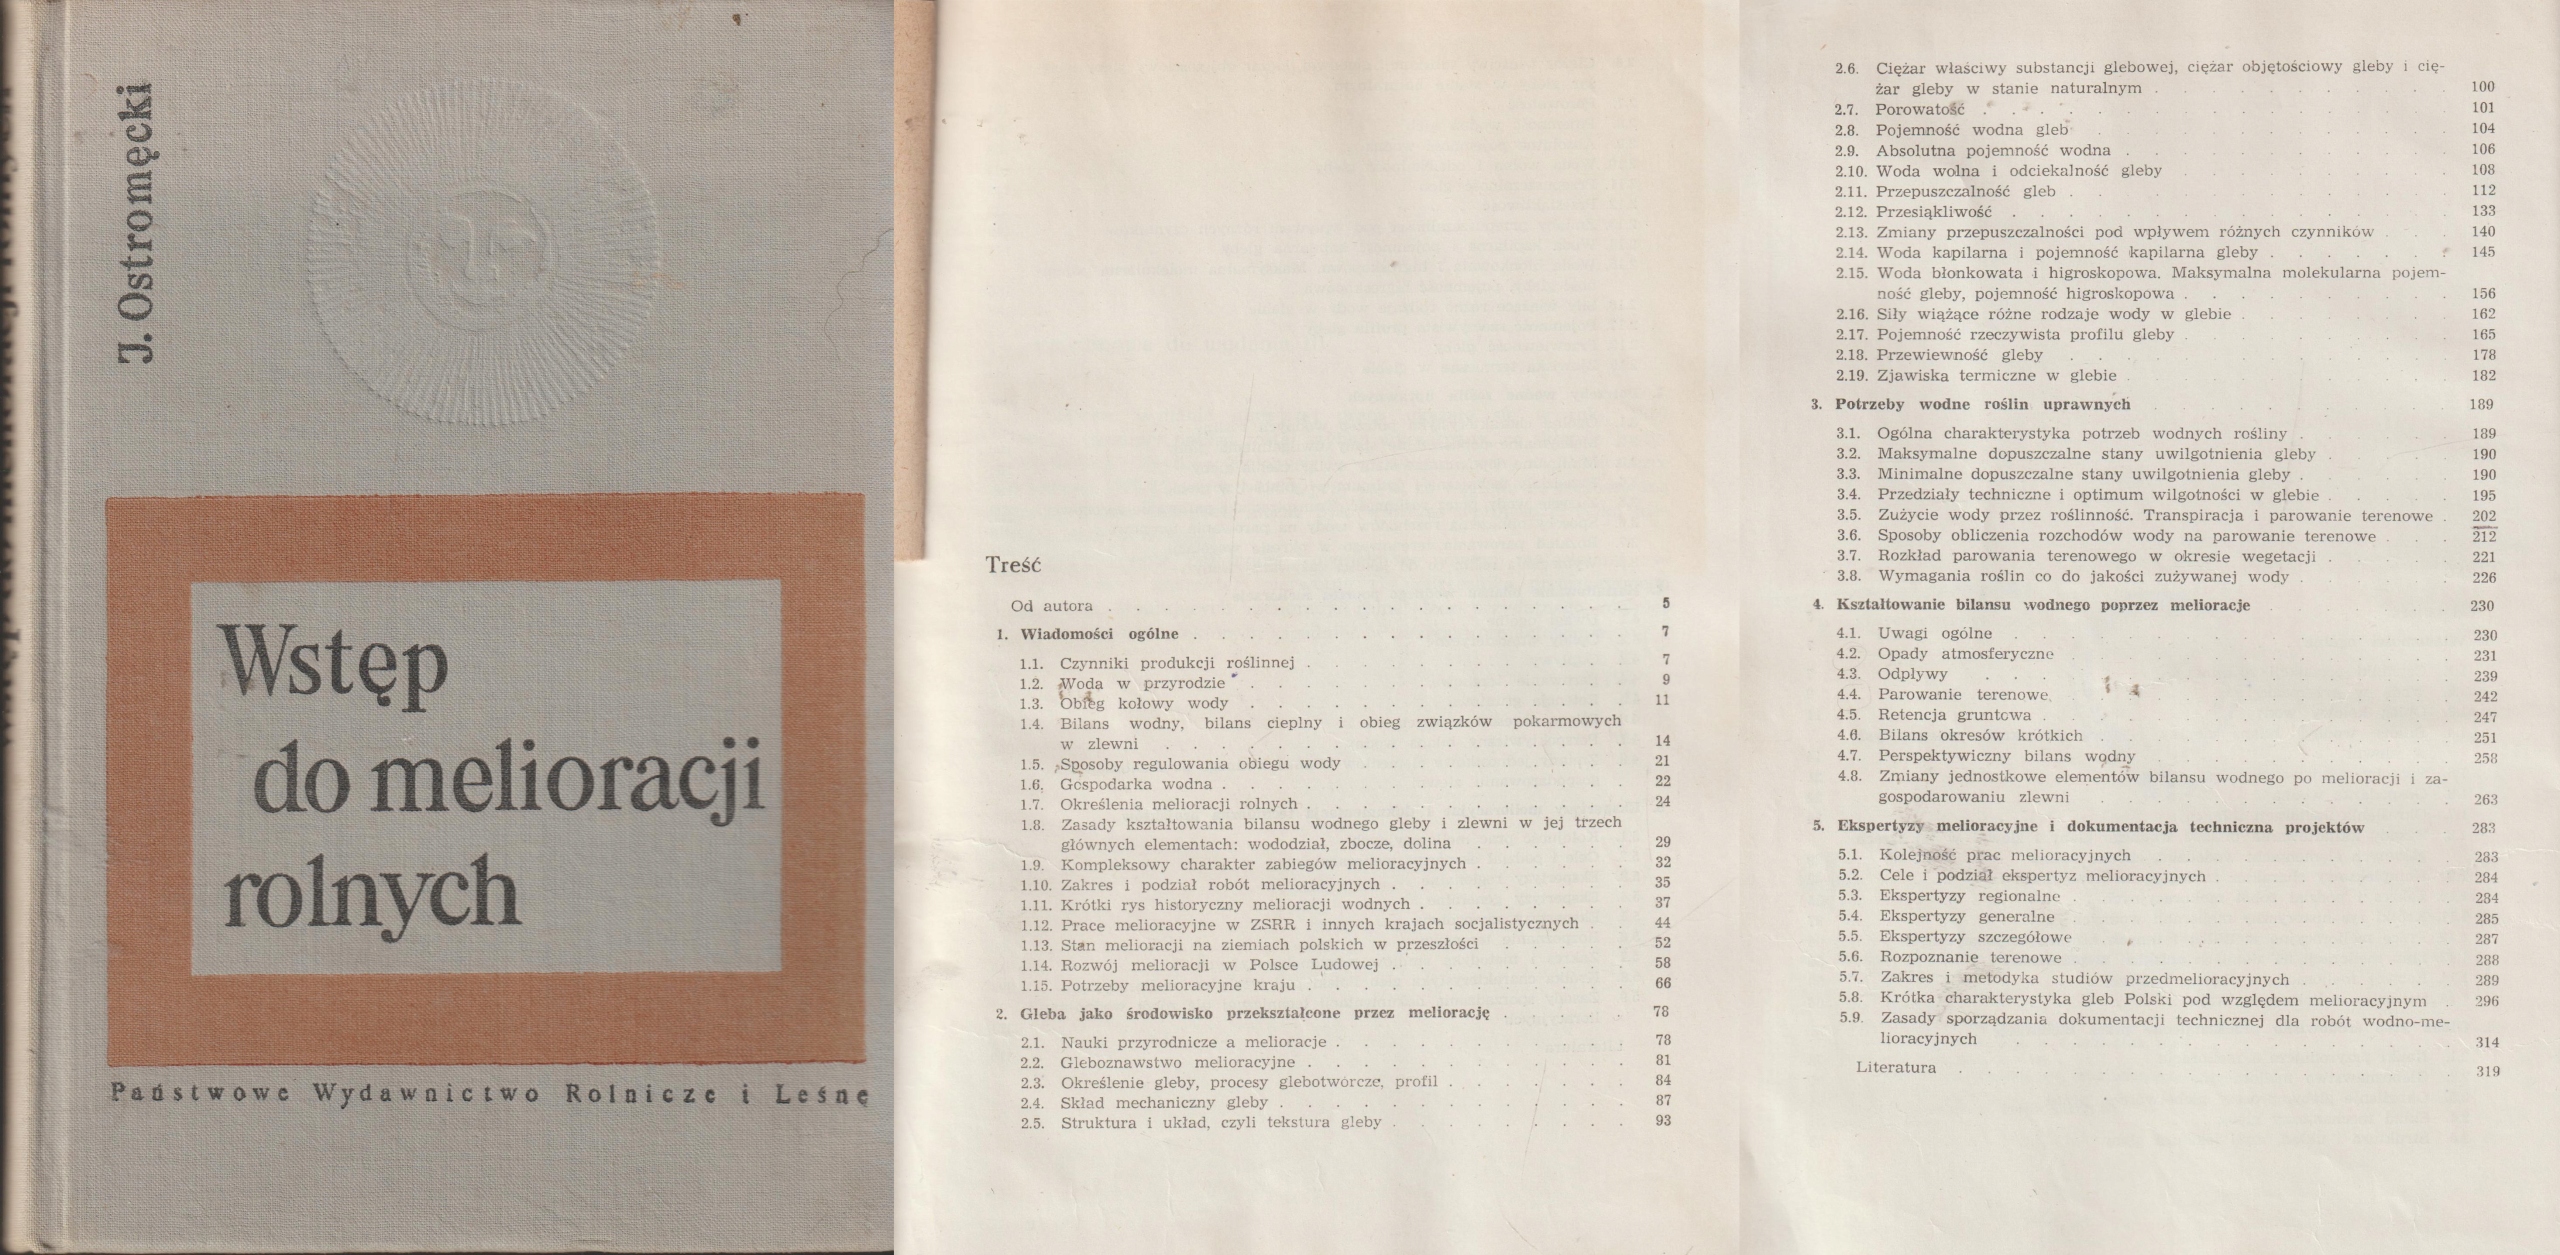 J. Ostromęcki
Wstęp
do melioracji
rolnych
Państwowe Wydawnictwo Rolnicze i Leśne
Treść
Od autora . . . . . 5
1. Wiadomości ogólne . . . . . 7
1.1. Czynniki produkcji roślinnej . . . . . 7
1.2. Woda w przyrodzie . . . . . 9
1.3. Obieg kołowy wody . . . . . 11
1.4. Bilans wodny, bilans cieplny i obieg związków pokarmowych
w zlewni . . . . . 14
1.5. Sposoby regulowania obiegu wody . . . . . 21
1.6. Gospodarka wodna . . . . . 22
1.7. Określenia melioracji rolnych . . . . . 24
1.8. Zasady kształtowania bilansu wodnego gleby i zlewni w jej trzech
głównych elementach: wododział, zbocze, dolina . . . . . 29
1.9. Kompleksowy charakter zabiegów melioracyjnych . . . . . 32
1.10. Zakres i podział robót melioracyjnych . . . . . 35
1.11. Krótki rys historyczny melioracji wodnych . . . . . 37
1.12. Prace melioracyjne w ZSRR i innych krajach socjalistycznych . . 44
1.13. Stan melioracji na ziemiach polskich w przeszłości . . . . . 52
1.14. Rozwój melioracji w Polsce Ludowej . . . . . 58
1.15. Potrzeby melioracyjne kraju . . . . . 66
2. Gleba jako środowisko przekształcone przez meliorację . . . . . 78
2.1. Nauki przyrodnicze a melioracje . . . . . 78
2.2. Gleboznawstwo melioracyjne . . . . . 81
2.3. Określenie gleby, procesy glebotwórcze, profil . . . . . 84
2.4. Skład mechaniczny gleby . . . . . 87
2.5. Struktura i układ, czyli tekstura gleby . . . . . 93
2.6. Ciężar właściwy substancji glebowej, ciężar objętościowy gleby i cię-
żar gleby w stanie naturalnym . . . . . 100
2.7. Porowatość . . . . . 101
2.8. Pojemność wodna gleb . . . . . 104
2.9. Absolutna pojemność wodna . . . . . 106
2.10. Woda wolna i odciekalność gleby . . . . . 108
2.11. Przepuszczalność gleb . . . . . 112
2.12. Przesiąkliwość . . . . . 133
2.13. Zmiany przepuszczalności pod wpływem różnych czynników . . . 140
2.14. Woda kapilarna i pojemność kapilarna gleby . . . . . 145
2.15. Woda błonkowata i higroskopowa. Maksymalna molekularna pojem-
ność gleby, pojemność higroskopowa . . . . . 156
2.16. Siły wiążące różne rodzaje wody w glebie . . . . . 162
2.17. Pojemność rzeczywista profilu gleby . . . . . 165
2.18. Przewiewność gleby . . . . . 178
2.19. Zjawiska termiczne w glebie . . . . . 182
3. Potrzeby wodne roślin uprawnych . . . . . 189
3.1. Ogólna charakterystyka potrzeb wodnych rośliny . . . . . 189
3.2. Maksymalne dopuszczalne stany uwilgotnienia gleby . . . . . 190
3.3. Minimalne dopuszczalne stany uwilgotnienia gleby . . . . . 190
3.4. Przedziały techniczne i optimum wilgotności w glebie . . . . . 195
3.5. Zużycie wody przez roślinność. Transpiracja i parowanie terenowe . 202
3.6. Sposoby obliczenia rozchodów wody na parowanie terenowe . . . 212
3.7. Rozkład parowania terenowego w okresie wegetacji . . . . . 221
3.8. Wymagania roślin co do jakości zużywanej wody . . . . . 226
4. Kształtowanie bilansu wodnego poprzez melioracje . . . . . 230
4.1. Uwagi ogólne . . . . . 230
4.2. Opady atmosferyczne . . . . . 231
4.3. Odpływy . . . . . 239
4.4. Parowanie terenowe . . . . . 242
4.5. Retencja gruntowa . . . . . 247
4.6. Bilans okresów krótkich . . . . . 251
4.7. Perspektywiczny bilans wodny . . . . . 258
4.8. Zmiany jednostkowe elementów bilansu wodnego po melioracji i za-
gospodarowaniu zlewni . . . . . 263
5. Ekspertyzy melioracyjne i dokumentacja techniczna projektów . . . 283
5.1. Kolejność prac melioracyjnych . . . . . 283
5.2. Cele i podział ekspertyz melioracyjnych . . . . . 284
5.3. Ekspertyzy regionalne . . . . . 284
5.4. Ekspertyzy generalne . . . . . 285
5.5. Ekspertyzy szczegółowe . . . . . 287
5.6. Rozpoznanie terenowe . . . . . 288
5.7. Zakres i metodyka studiów przedmelioracyjnych . . . . . 289
5.8. Krótka charakterystyka gleb Polski pod względem melioracyjnym . 296
5.9. Zasady sporządzania dokumentacji technicznej dla robót wodno-me-
lioracyjnych . . . . . 314
Literatura . . . . . 319